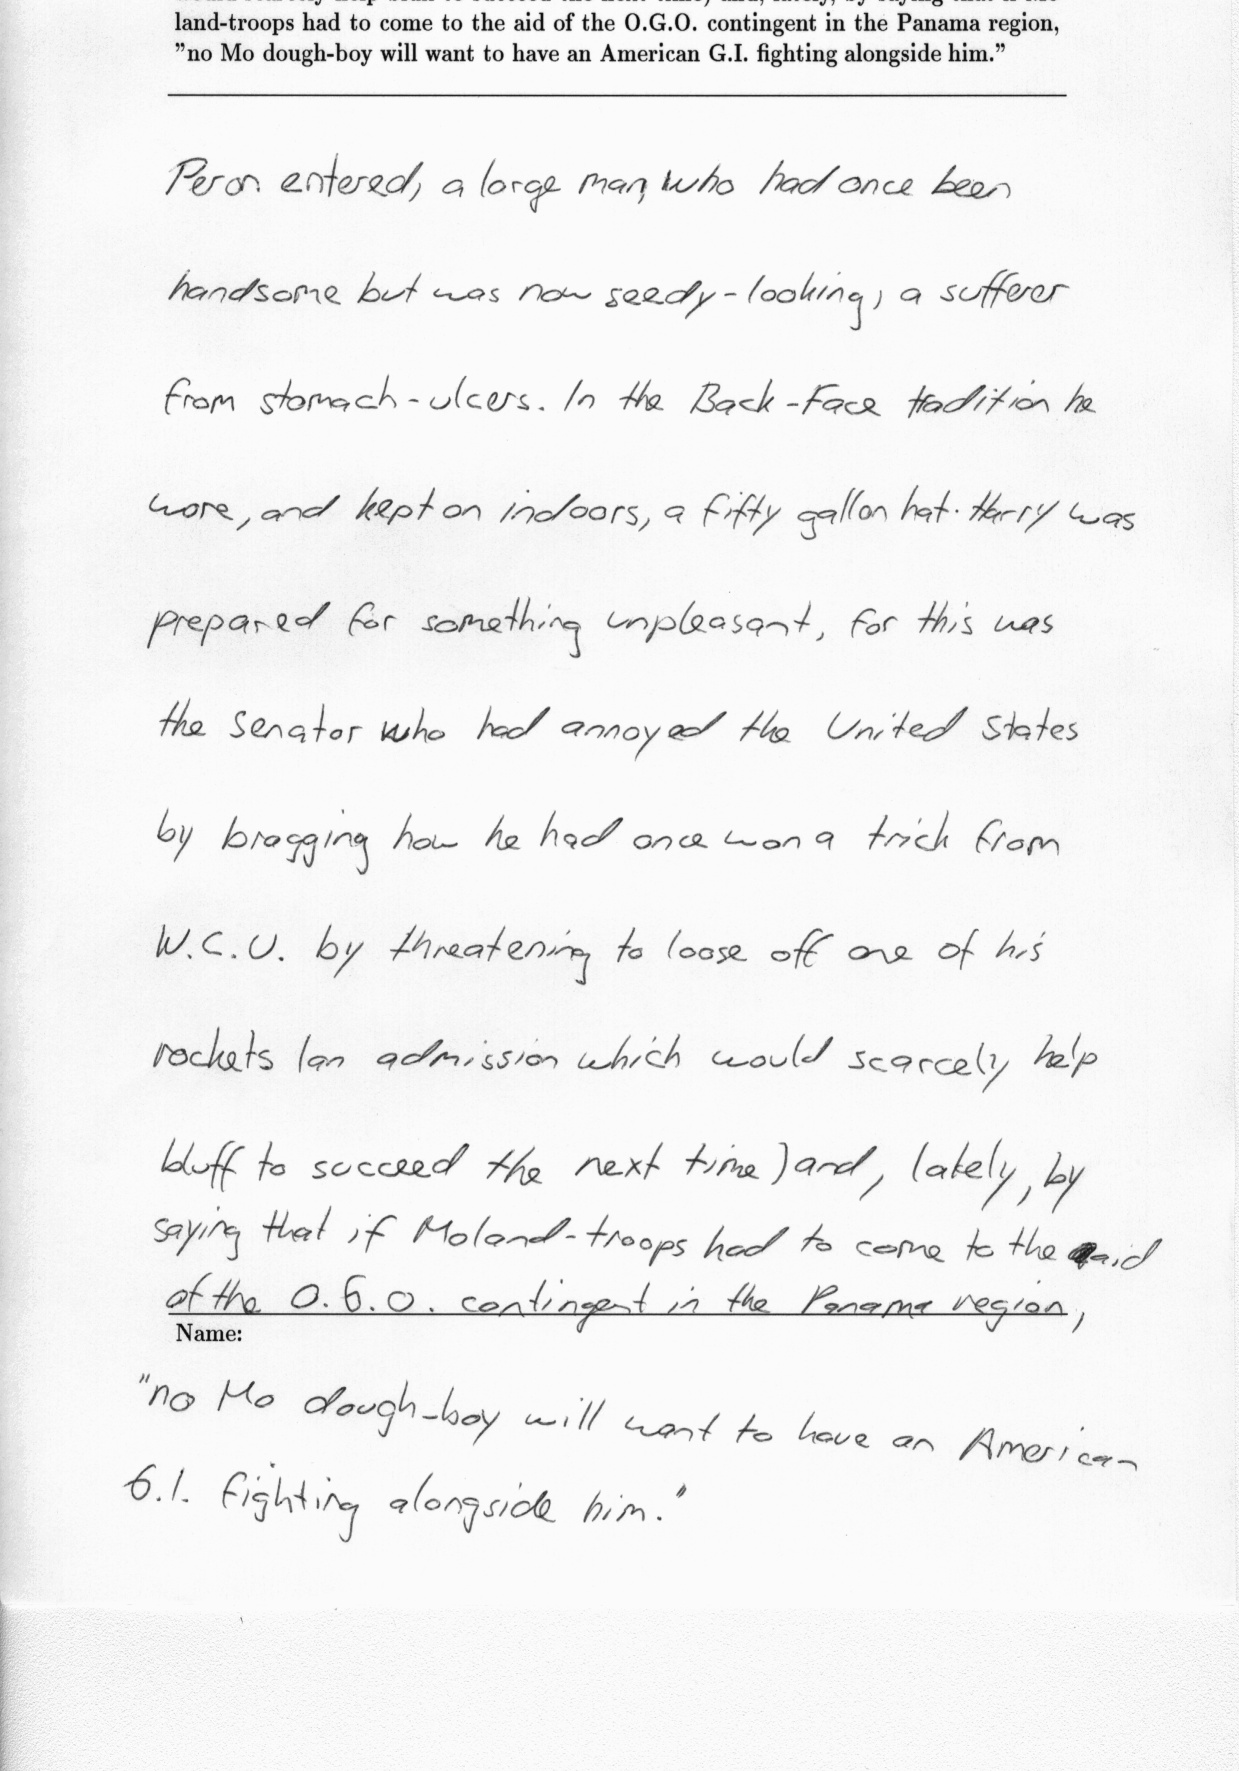 land-troops had to come to the aid of the O.G.O. contingent in the Panama region,
"no Mo dough-boy will want to have an American G.I. fighting alongside him."
Peron entered, a large man, who had once been
handsome but was now seedy-looking, a sufferer
from stomach-ulcers. In the Back-Face tradition he
wore, and kept on indoors, a fifty gallon hat. Harry was
prepared for something unpleasant, for this was
the senator who had annoyed the United States
by bragging how he had once won a trick from
W.C.U. by threatening to loose off one of his
rockets (an admission which would scarcely help
bluff to succeed the next time) and, lately, by
saying that if Moland-troops had to come to the aid
of the O.G.O. contingent in the Panama region,
Name:
"no Mo dough-boy will want to have an American
G.I. fighting alongside him."